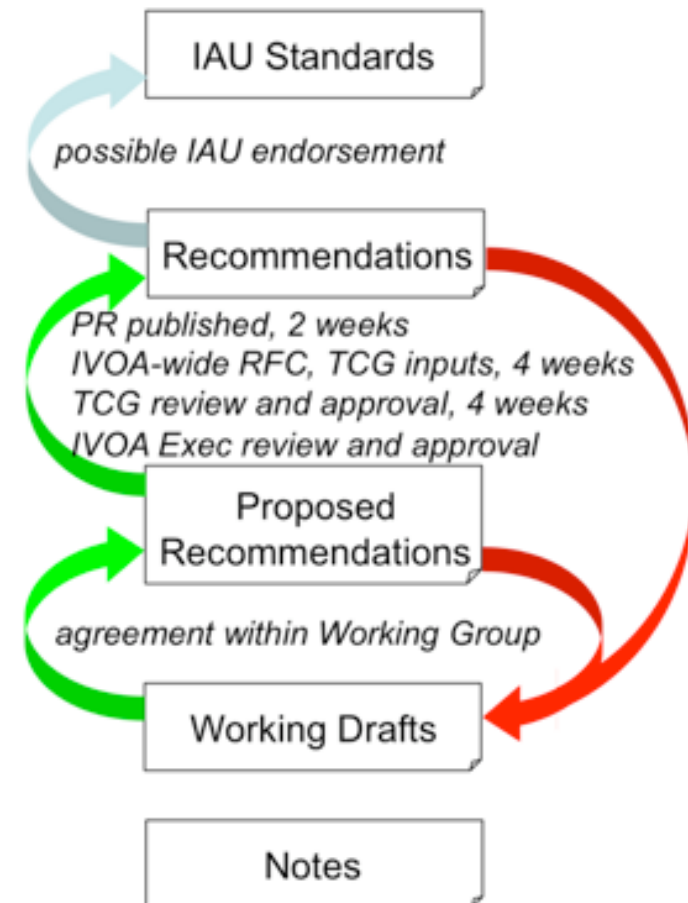 IAU Standards
possible IAU endorsement
Recommendations
PR published, 2 weeks
IVOA-wide RFC, TCG inputs, 4 weeks
TCG review and approval, 4 weeks
IVOA Exec review and approval
Proposed
Recommendations
agreement within Working Group
Working Drafts
Notes